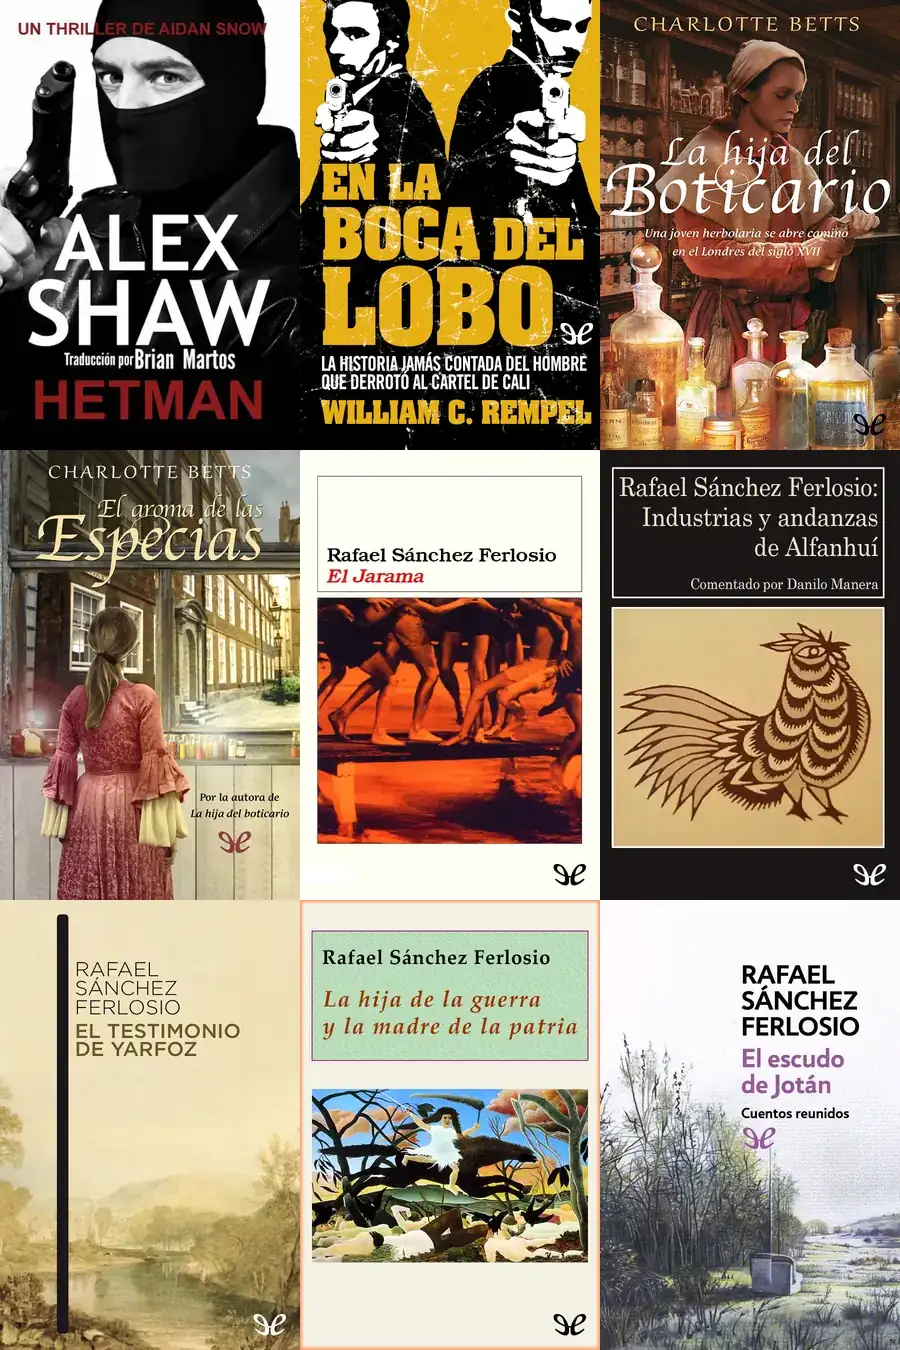 UN THRILLER DE AIDAN SNOW
ALEX
SHAW
Traducción por Brian Martos
HETMAN
EN LA
BOCA DEL
LOBO
LA HISTORIA JAMÁS CONTADA DEL HOMBRE
QUE DERROTÓ AL CARTEL DE CALI
WILLIAM C. REMPEL
CHARLOTTE BETTS
La hija del
Boticario
Una joven herbolaria se abre camino
en el Londres del siglo XVII
CHARLOTTE BETTS
El aroma de las
Especias
Por la autora de
La hija del boticario
Rafael Sánchez Ferlosio
El Jarama
Rafael Sánchez Ferlosio:
Industrias y andanzas
de Alfanhuí
Comentado por Danilo Manera
RAFAEL
SÁNCHEZ
FERLOSIO
EL TESTIMONIO
DE YARFOZ
Rafael Sánchez Ferlosio
La hija de la guerra
y la madre de la patria
RAFAEL
SÁNCHEZ
FERLOSIO
El escudo
de Jotán
Cuentos reunidos